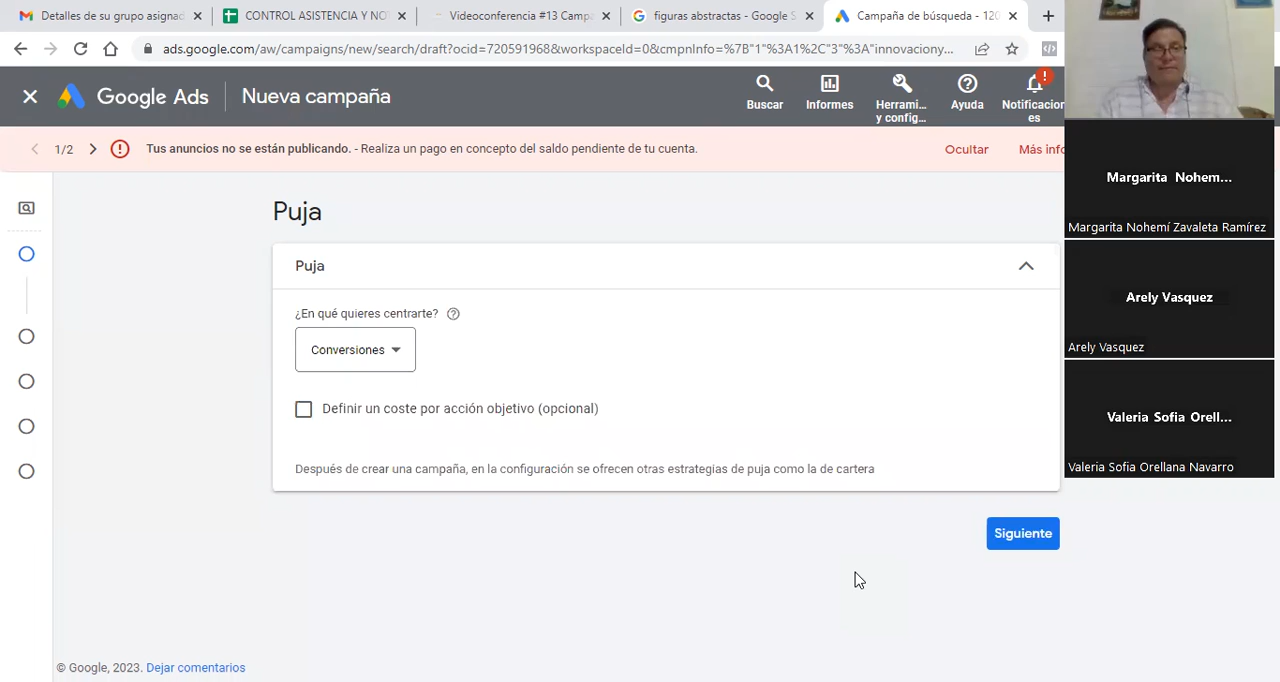 Detalles de su grupo asignad
CONTROL ASISTENCIA Y NO
Videoconferencia #13 Campa
figuras abstractas - Google S
Campaña de búsqueda - 120
ads.google.com/aw/campaigns/new/search/draft?ocid=720591968&workspaceId=0&cmpnInfo=%7B"1"%3A1%2C"3"%3A"innovaciony...
Google Ads
Nueva campaña
Buscar
Informes
Herrami...
y config...
Ayuda
Notificacion
es
1/2
Tus anuncios no se están publicando. - Realiza un pago en concepto del saldo pendiente de tu cuenta.
Ocultar
Más info
Margarita Nohem...
Margarita Nohemí Zavaleta Ramírez
Arely Vasquez
Arely Vasquez
Valeria Sofia Orell...
Valeria Sofia Orellana Navarro
Puja
Puja
¿En qué quieres centrarte?
Conversiones
Definir un coste por acción objetivo (opcional)
Después de crear una campaña, en la configuración se ofrecen otras estrategias de puja como la de cartera
Siguiente
© Google, 2023. Dejar comentarios